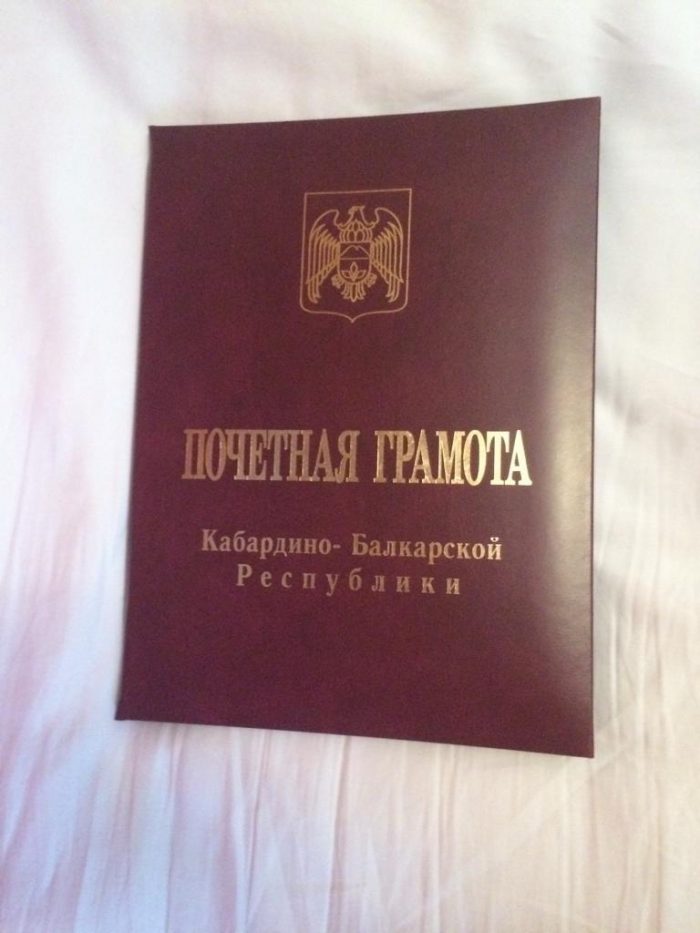 ПОЧЕТНАЯ ГРАМОТА
Кабардино- Балкарской
Республики